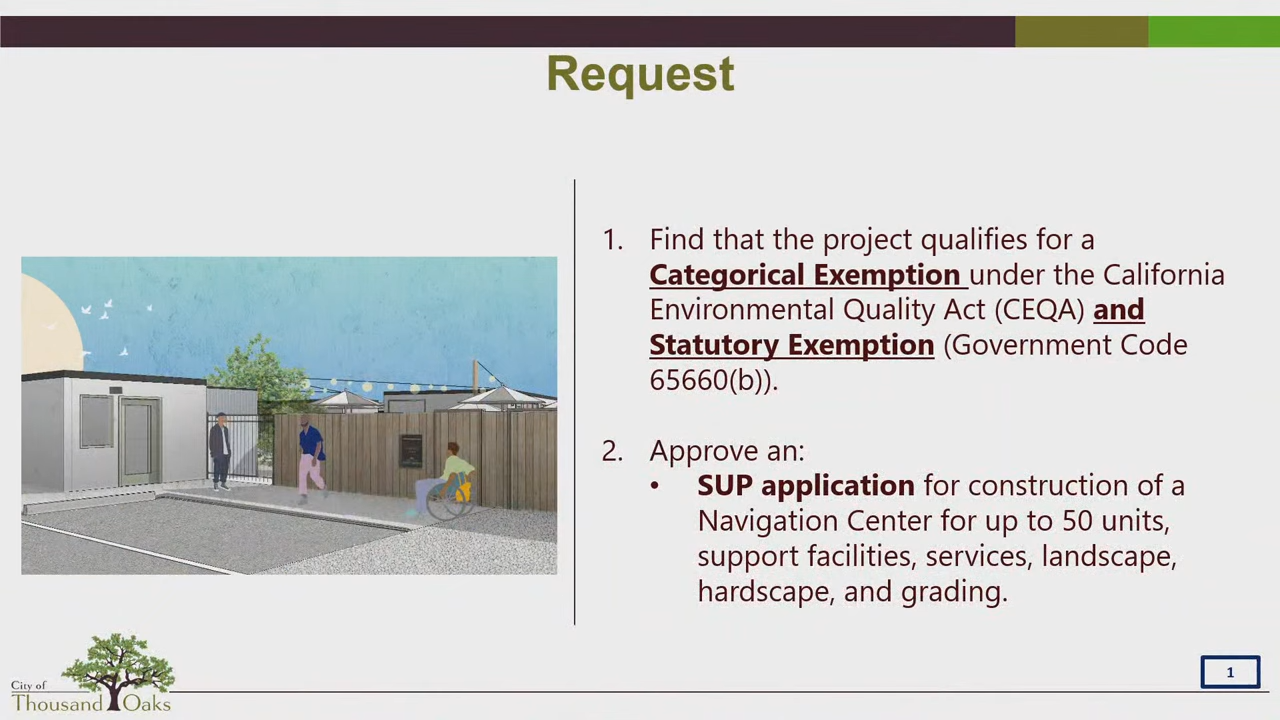 Request
1. Find that the project qualifies for a
Categorical Exemption under the California
Environmental Quality Act (CEQA) and
Statutory Exemption (Government Code
65660(b)).
2. Approve an:
• SUP application for construction of a
Navigation Center for up to 50 units,
support facilities, services, landscape,
hardscape, and grading.
City of
Thousand Oaks
1